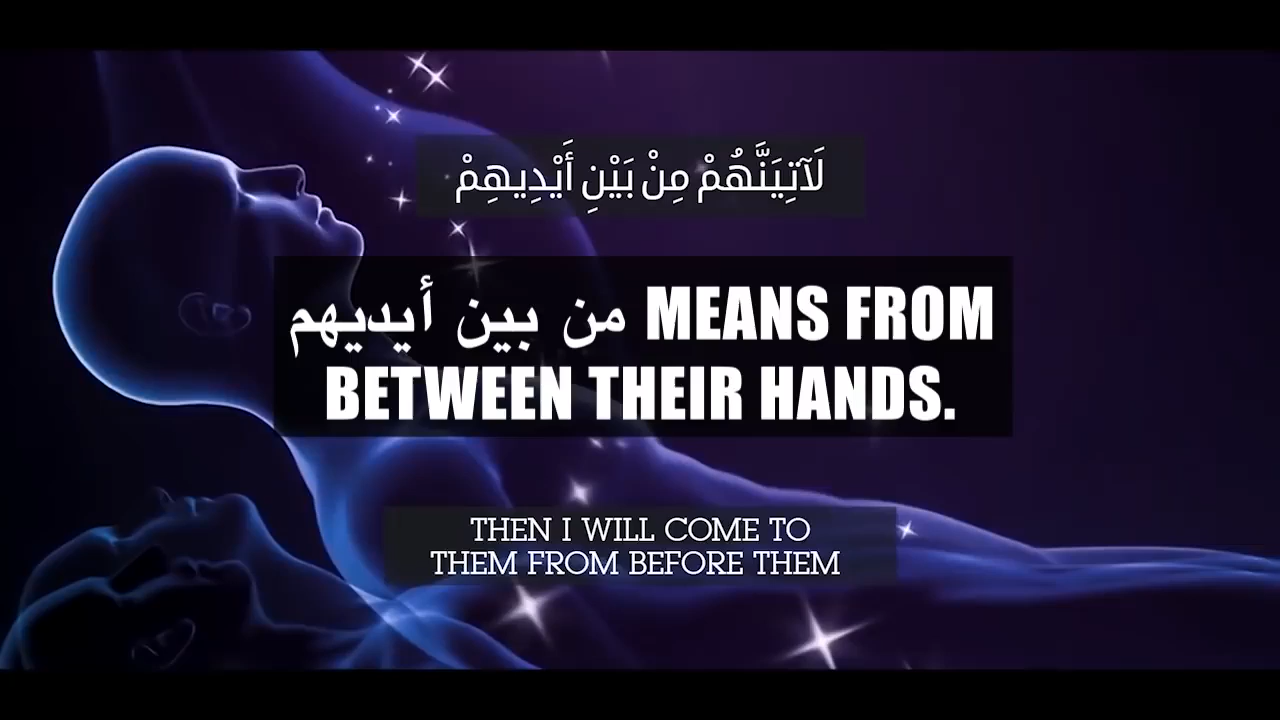 لَآتِيَنَّهُمْ مِنْ بَيْنِ أَيْدِيهِمْ
من بين أيديهم MEANS FROM
BETWEEN THEIR HANDS.
THEN I WILL COME TO
THEM FROM BEFORE THEM